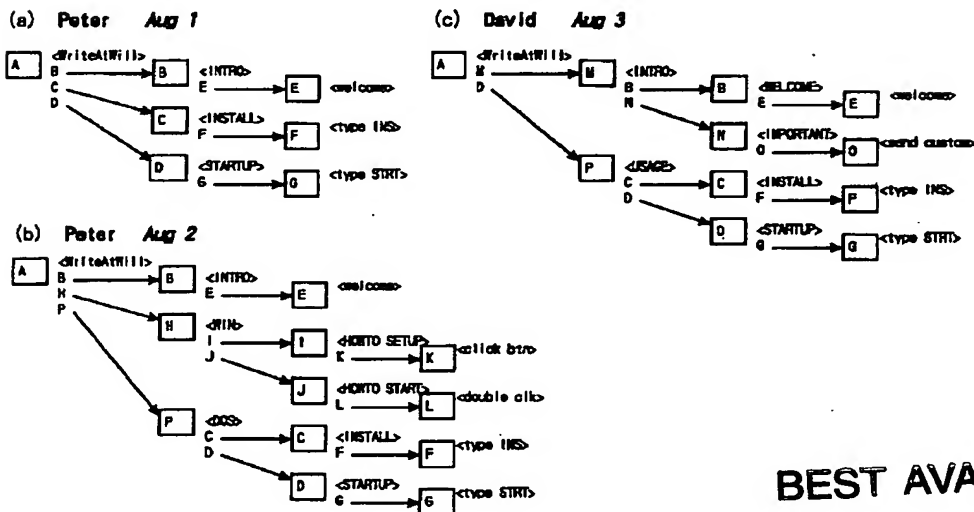 (a) Peter Aug 1
<WriteAtWill>
A
B B <INTRO>
C E E <welcome>
D
C <INSTALL>
F F <type INS>
D <STARTUP>
G G <type STRT>
(b) Peter Aug 2
<WriteAtWill>
A
B B <INTRO>
H E E <welcome>
P
H <WIN>
I I <HOWTO SETUP>
J K K <click btn>
J <HOWTO START>
L L <double clk>
P <DOS>
C C <INSTALL>
D F F <type INS>
D <STARTUP>
G G <type STRT>
(c) David Aug 3
<WriteAtWill>
A
M M <INTRO>
D B B <WELCOME>
N E E <welcome>
N <IMPORTANT>
O O <send custom>
P <USAGE>
C C <INSTALL>
D F F <type INS>
D <STARTUP>
G G <type STRT>
BEST AVA